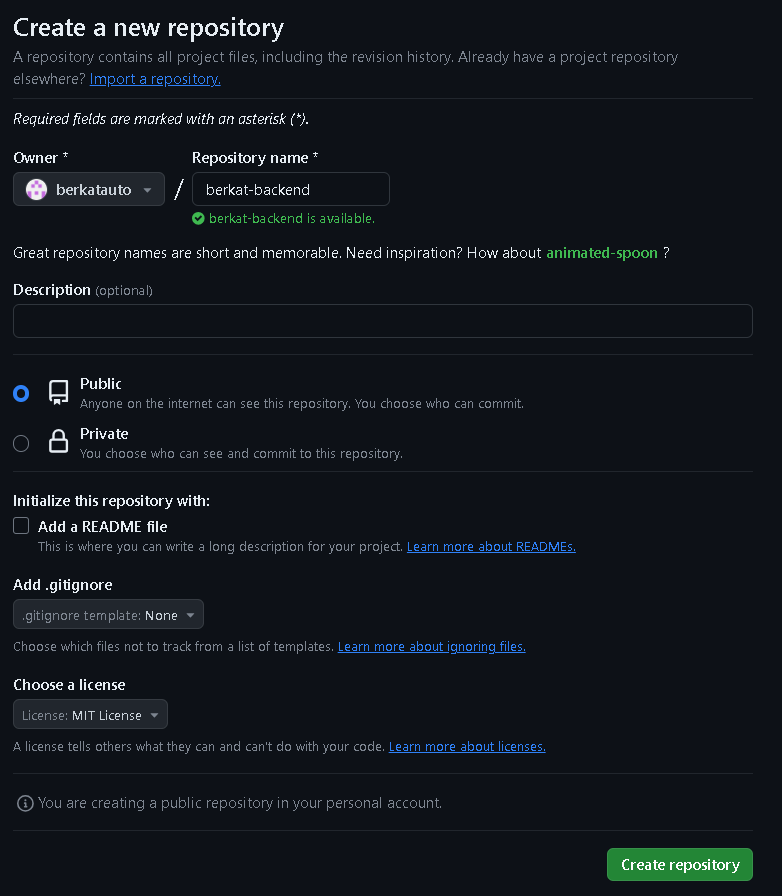 Create a new repository
A repository contains all project files, including the revision history. Already have a project repository
elsewhere? Import a repository.
Required fields are marked with an asterisk (*).
Owner *
Repository name *
berkatauto
/
berkat-backend
berkat-backend is available.
Great repository names are short and memorable. Need inspiration? How about animated-spoon ?
Description (optional)
Public
Anyone on the internet can see this repository. You choose who can commit.
Private
You choose who can see and commit to this repository.
Initialize this repository with:
Add a README file
This is where you can write a long description for your project. Learn more about READMEs.
Add .gitignore
.gitignore template: None
Choose which files not to track from a list of templates. Learn more about ignoring files.
Choose a license
License: MIT License
A license tells others what they can and can't do with your code. Learn more about licenses.
You are creating a public repository in your personal account.
Create repository